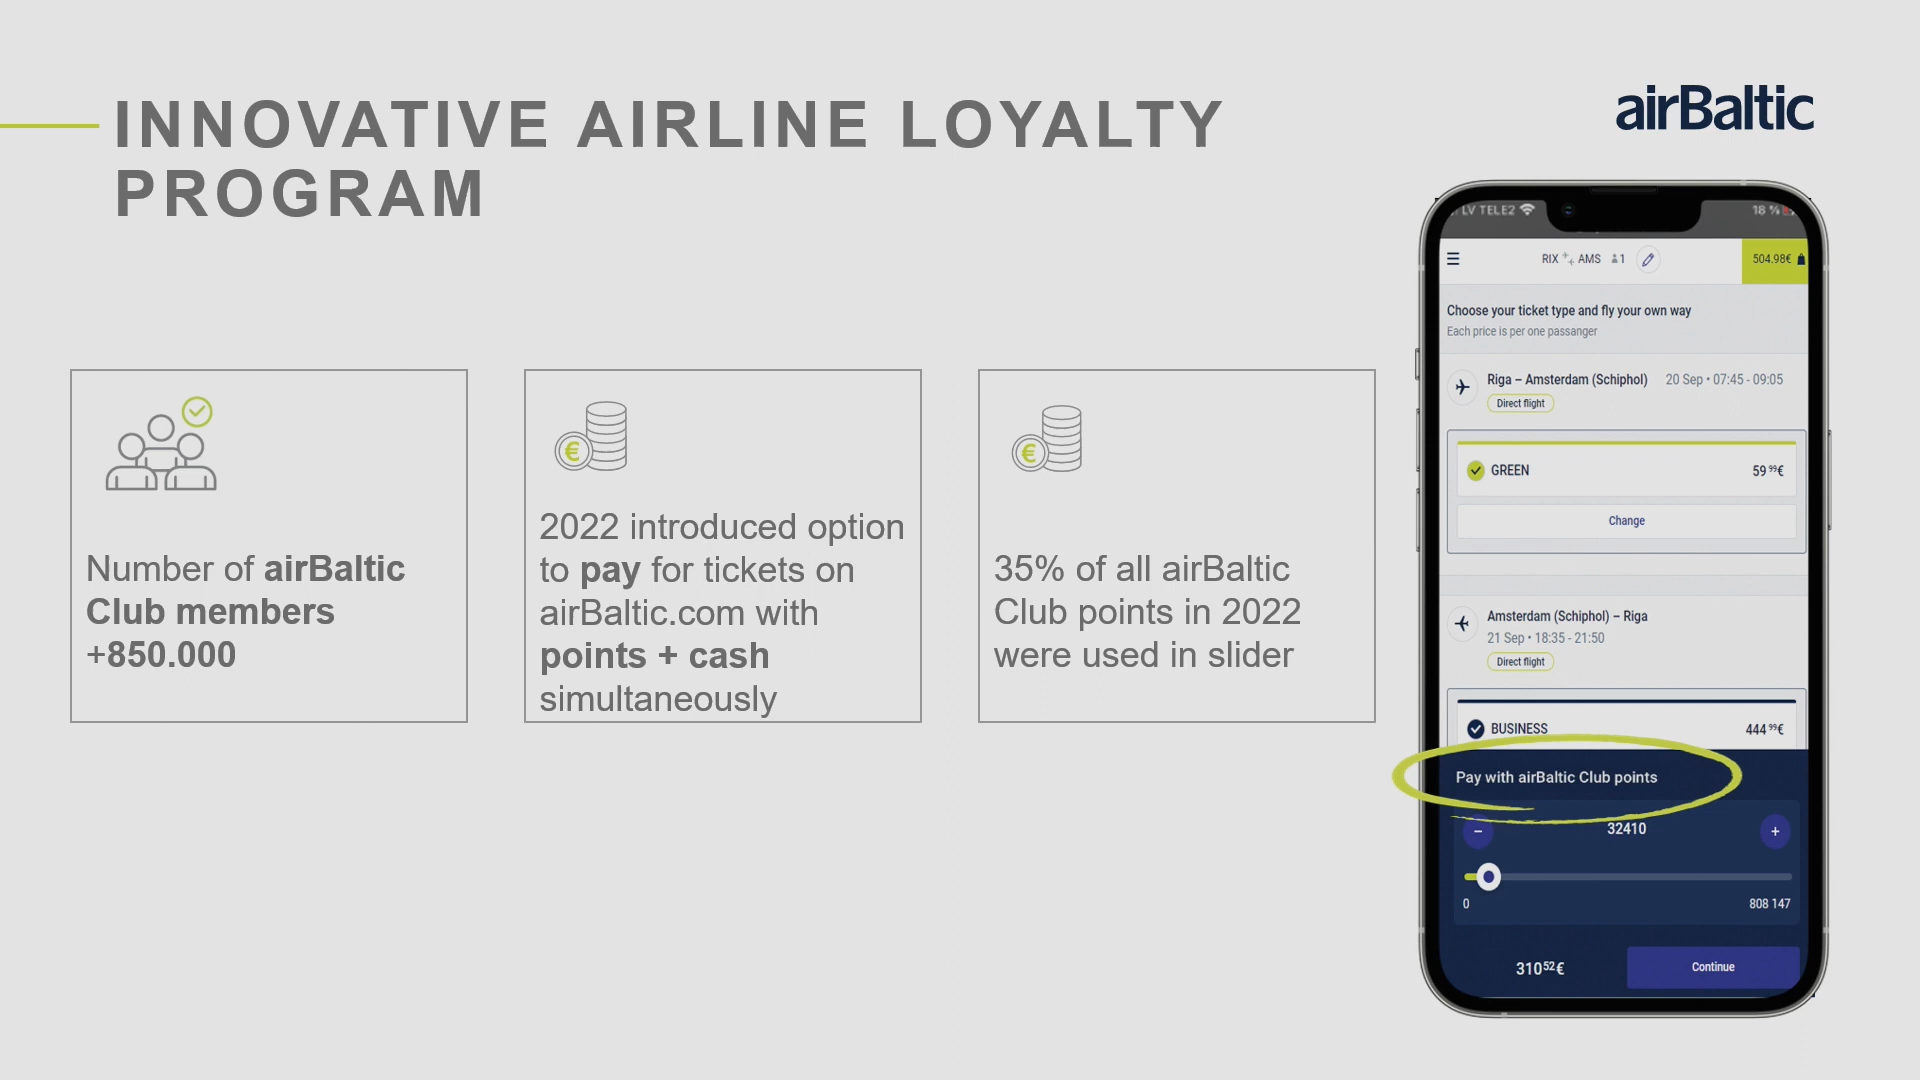 INNOVATIVE AIRLINE LOYALTY
PROGRAM
airBaltic
Number of airBaltic
Club members
+850.000
€
2022 introduced option
to pay for tickets on
airBaltic.com with
points + cash
simultaneously
€
35% of all airBaltic
Club points in 2022
were used in slider
LV TELE2
18 %
RIX AMS 1
504.98€
Choose your ticket type and fly your own way
Each price is per one passanger
Riga – Amsterdam (Schiphol) 20 Sep • 07:45 - 09:05
Direct flight
GREEN 59 99€
Change
Amsterdam (Schiphol) – Riga
21 Sep • 18:35 - 21:50
Direct flight
BUSINESS 444 99€
Pay with airBaltic Club points
− 32410 +
0 808 147
310 52€ Continue